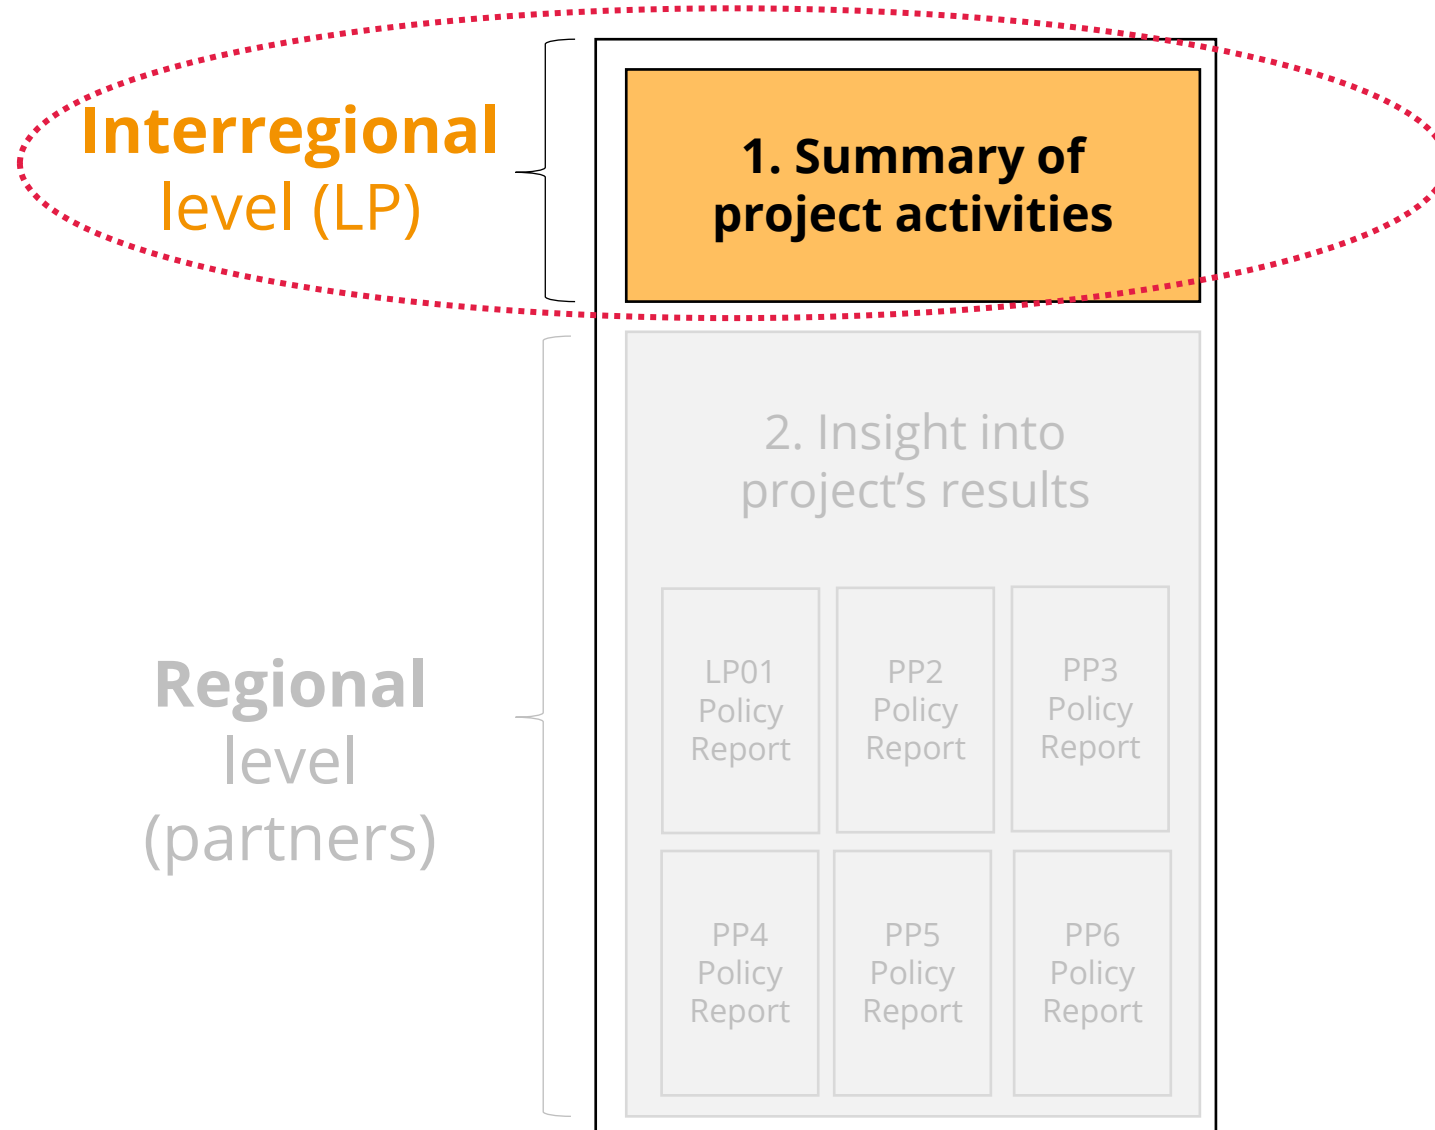 Interregional
level (LP)
1. Summary of
project activities
2. Insight into
project’s results
Regional
level
(partners)
LP01
Policy
Report
PP2
Policy
Report
PP3
Policy
Report
PP4
Policy
Report
PP5
Policy
Report
PP6
Policy
Report